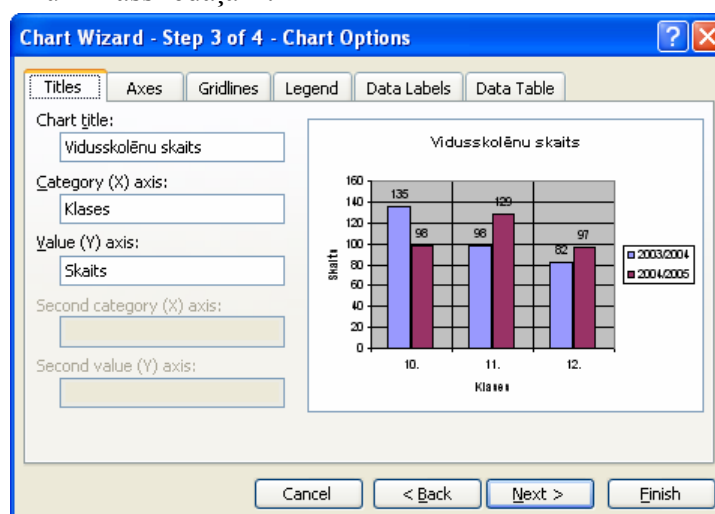 Chart Wizard - Step 3 of 4 - Chart Options
Titles
Axes
Gridlines
Legend
Data Labels
Data Table
Chart title:
Vidusskolēnu skaits
Category (X) axis:
Klases
Value (Y) axis:
Skaits
Second category (X) axis:
Second value (Y) axis:
Vidusskolēnu skaits
Skaits
160
140
120
100
80
60
40
20
0
135
98
98
129
82
97
10.
11.
12.
Klases
2003/2004
2004/2005
Cancel
< Back
Next >
Finish